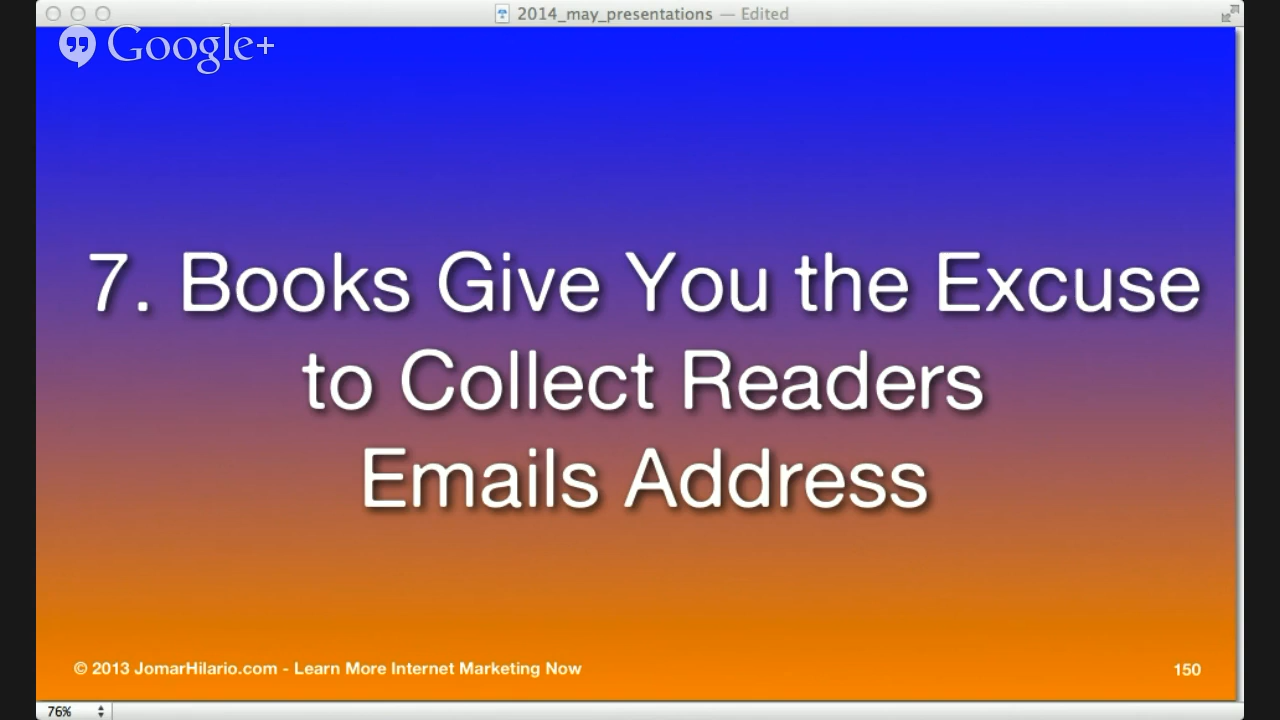 2014_may_presentations — Edited
Google+
7. Books Give You the Excuse
to Collect Readers
Emails Address
© 2013 JomarHilario.com - Learn More Internet Marketing Now
150
76%